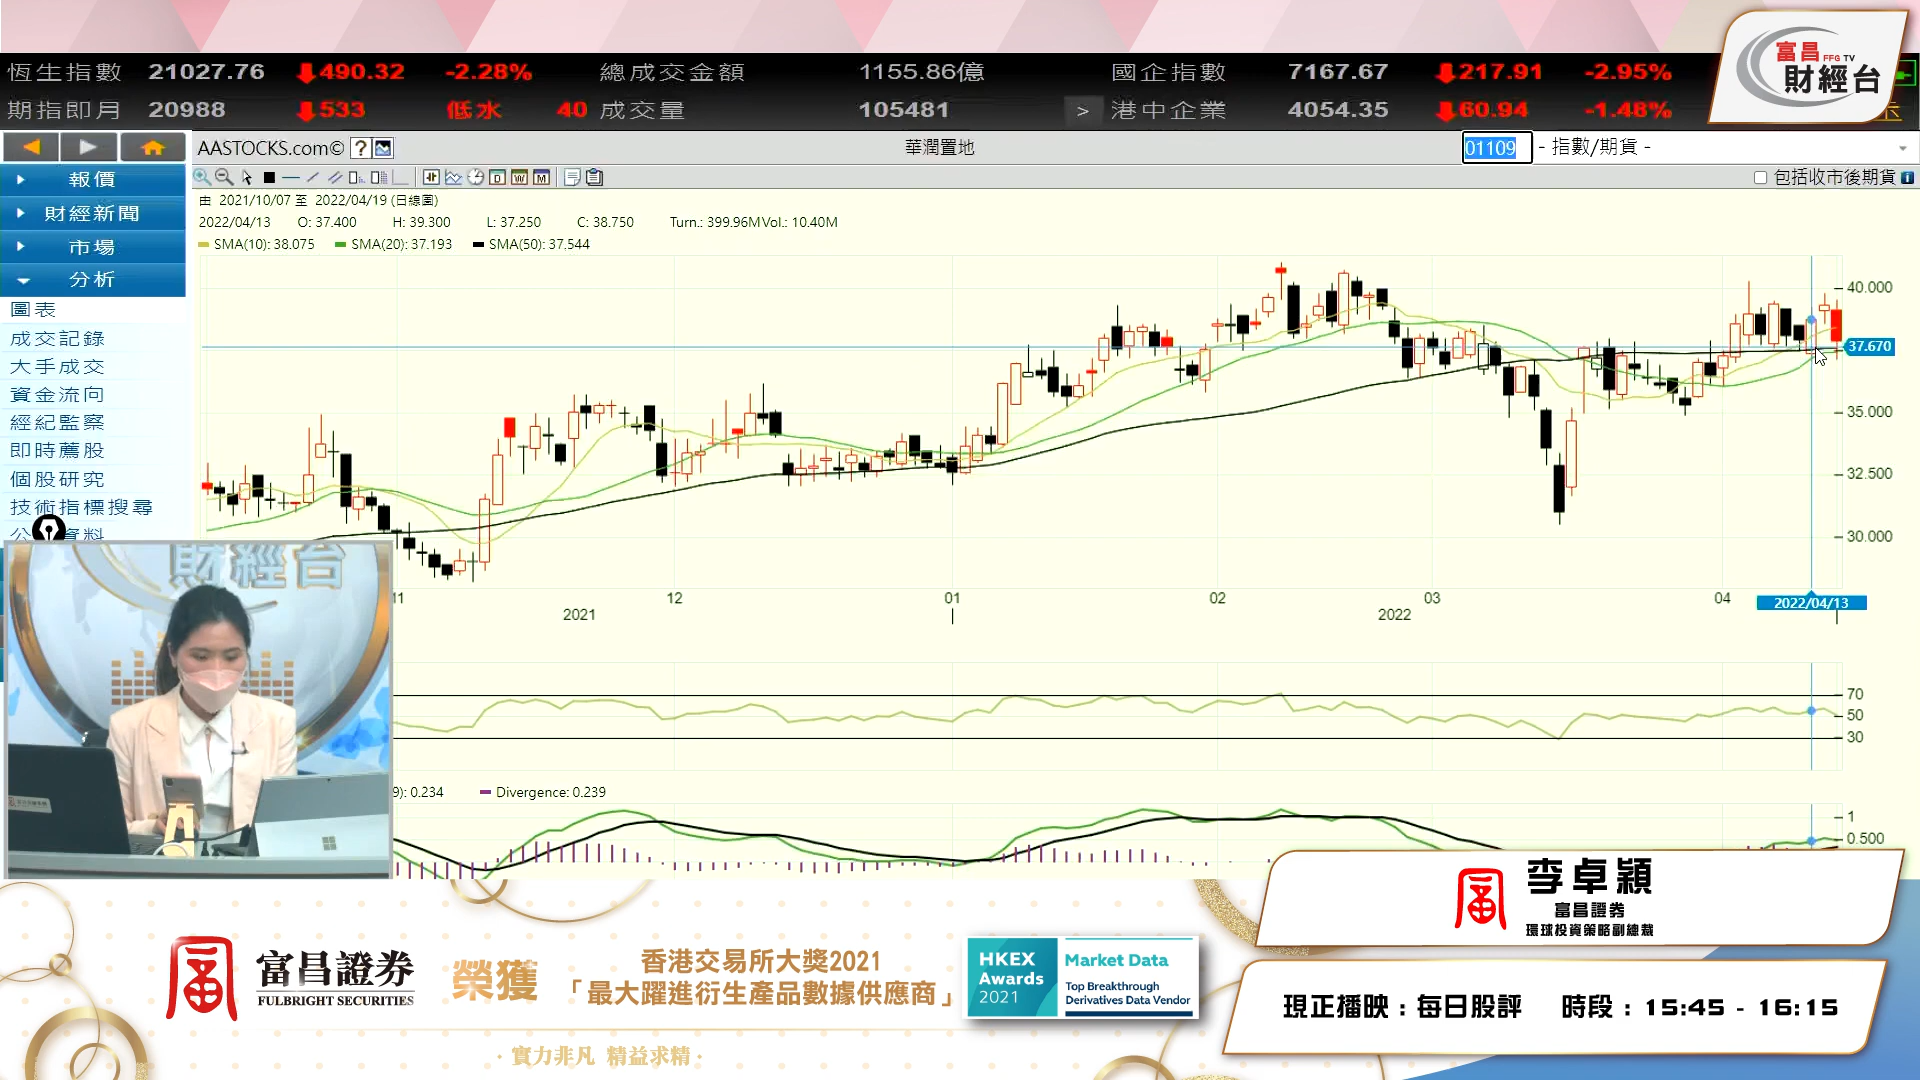 恆生指數 21027.76 490.32 -2.28% 總成交金額 1155.86億 國企指數 7167.67 217.91 -2.95%
期指即月 20988 533 低水 40 成交量 105481 > 港中企業 4054.35 60.94 -1.48%
富昌 FFG TV
財經台
AASTOCKS.com© ? 華潤置地 01109 - 指數/期貨 -
包括收市後期貨
報價
財經新聞
市場
分析
圖表
成交記錄
大手成交
資金流向
經紀監察
即時薦股
個股研究
技術指標搜尋
由 2021/10/07 至 2022/04/19 (日線圖)
2022/04/13 O: 37.400 H: 39.300 L: 37.250 C: 38.750 Turn.: 399.96M Vol.: 10.40M
SMA(10): 38.075 SMA(20): 37.193 SMA(50): 37.544
40.000
37.670
35.000
32.500
30.000
11 12 01 02 03 04 2022/04/13
2021 2022
70
50
30
9): 0.234 Divergence: 0.239
1
0.500
財經台
李卓穎
富昌證券
環球投資策略副總裁
富昌證券
FULBRIGHT SECURITIES
榮獲
香港交易所大獎2021
「最大躍進衍生產品數據供應商」
HKEX
Awards
2021
Market Data
Top Breakthrough
Derivatives Data Vendor
現正播映：每日股評 時段：15:45 - 16:15
· 實力非凡 精益求精 ·